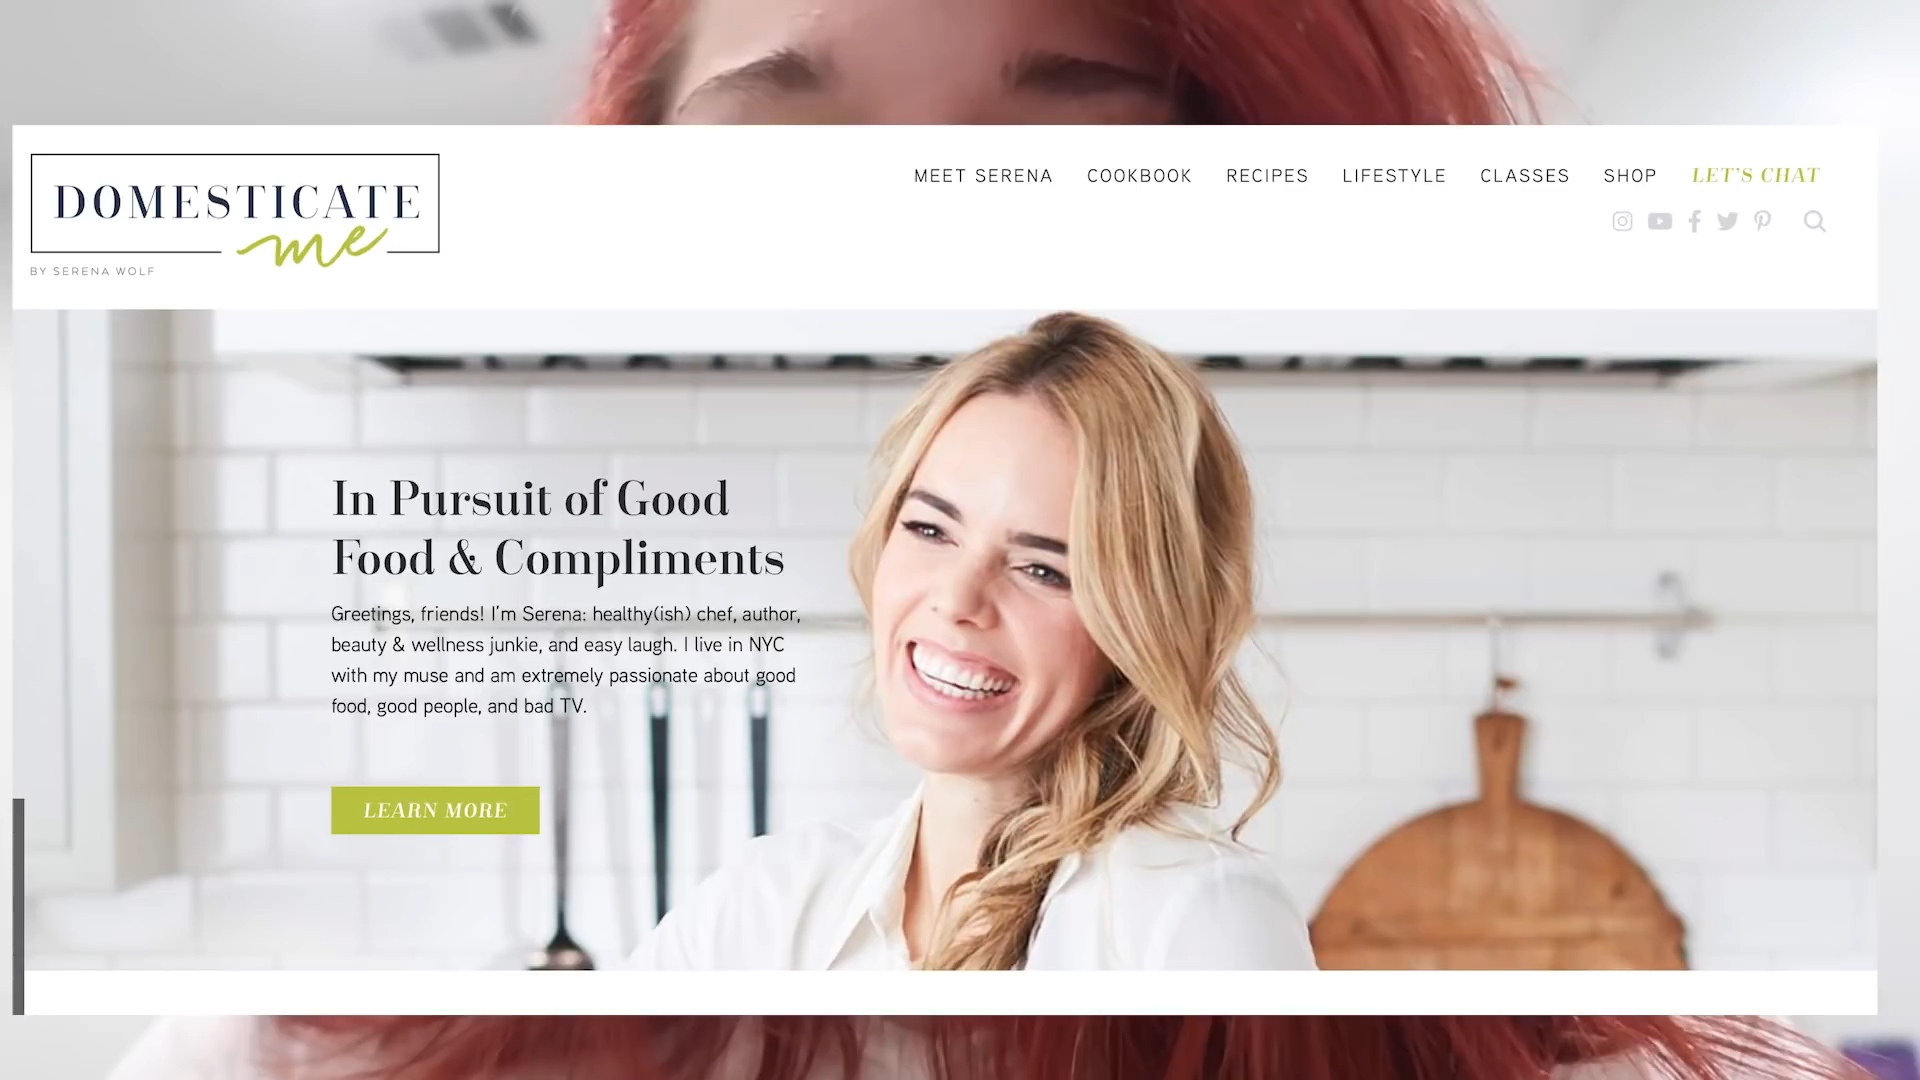 DOMESTICATE
me
BY SERENA WOLF
MEET SERENA COOKBOOK RECIPES LIFESTYLE CLASSES SHOP LET'S CHAT
In Pursuit of Good
Food & Compliments
Greetings, friends! I'm Serena: healthy(ish) chef, author,
beauty & wellness junkie, and easy laugh. I live in NYC
with my muse and am extremely passionate about good
food, good people, and bad TV.
LEARN MORE